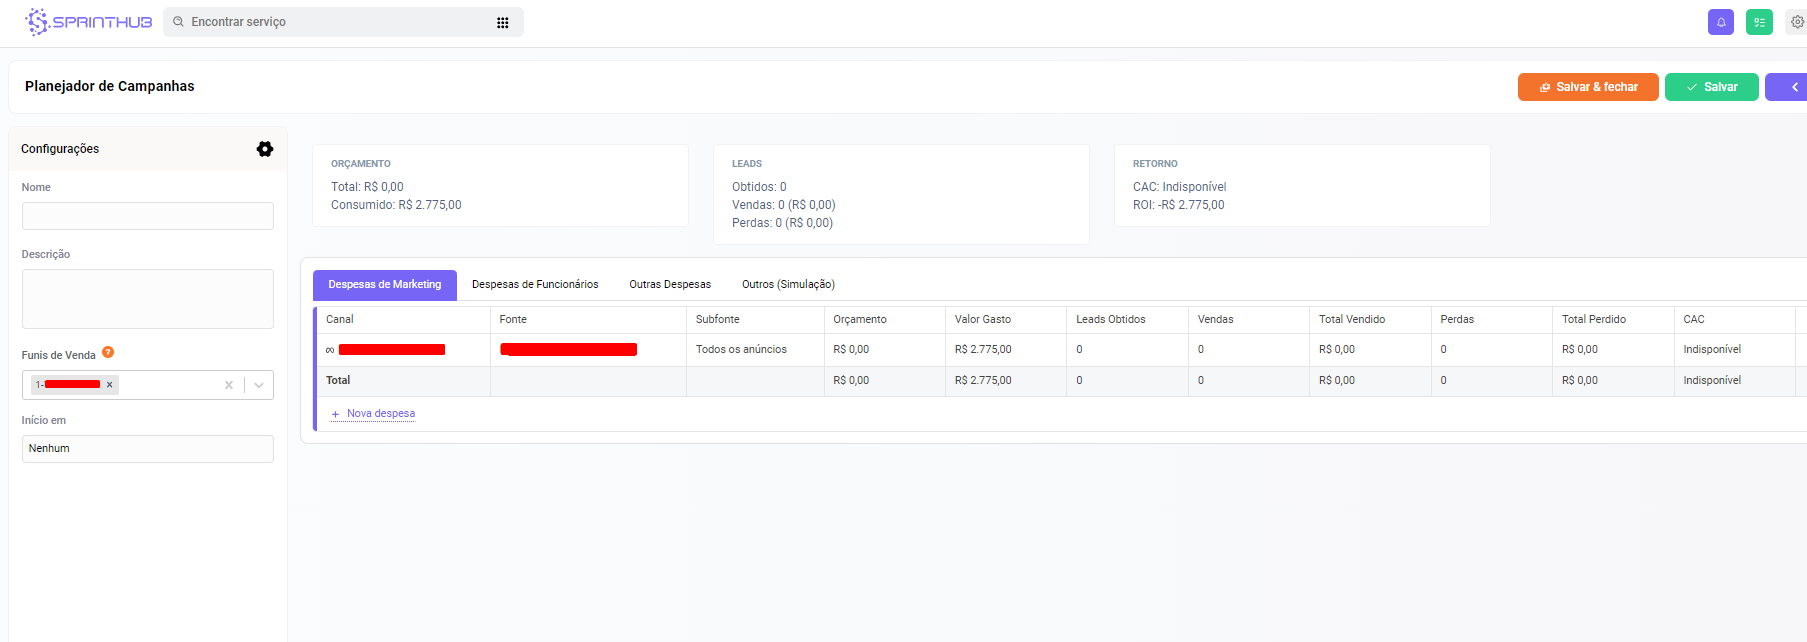 SPRINTHUB Encontrar serviço
Planejador de Campanhas Salvar & fechar Salvar
Configurações
Nome
Descrição
Funis de Venda ?
1-
Início em
Nenhum
ORÇAMENTO
Total: R$ 0,00
Consumido: R$ 2.775,00
LEADS
Obtidos: 0
Vendas: 0 (R$ 0,00)
Perdas: 0 (R$ 0,00)
RETORNO
CAC: Indisponível
ROI: -R$ 2.775,00
Despesas de Marketing Despesas de Funcionários Outras Despesas Outros (Simulação)
Canal Fonte Subfonte Orçamento Valor Gasto Leads Obtidos Vendas Total Vendido Perdas Total Perdido CAC
Todos os anúncios R$ 0,00 R$ 2.775,00 0 0 R$ 0,00 0 R$ 0,00 Indisponível
Total R$ 0,00 R$ 2.775,00 0 0 R$ 0,00 0 R$ 0,00 Indisponível
+ Nova despesa